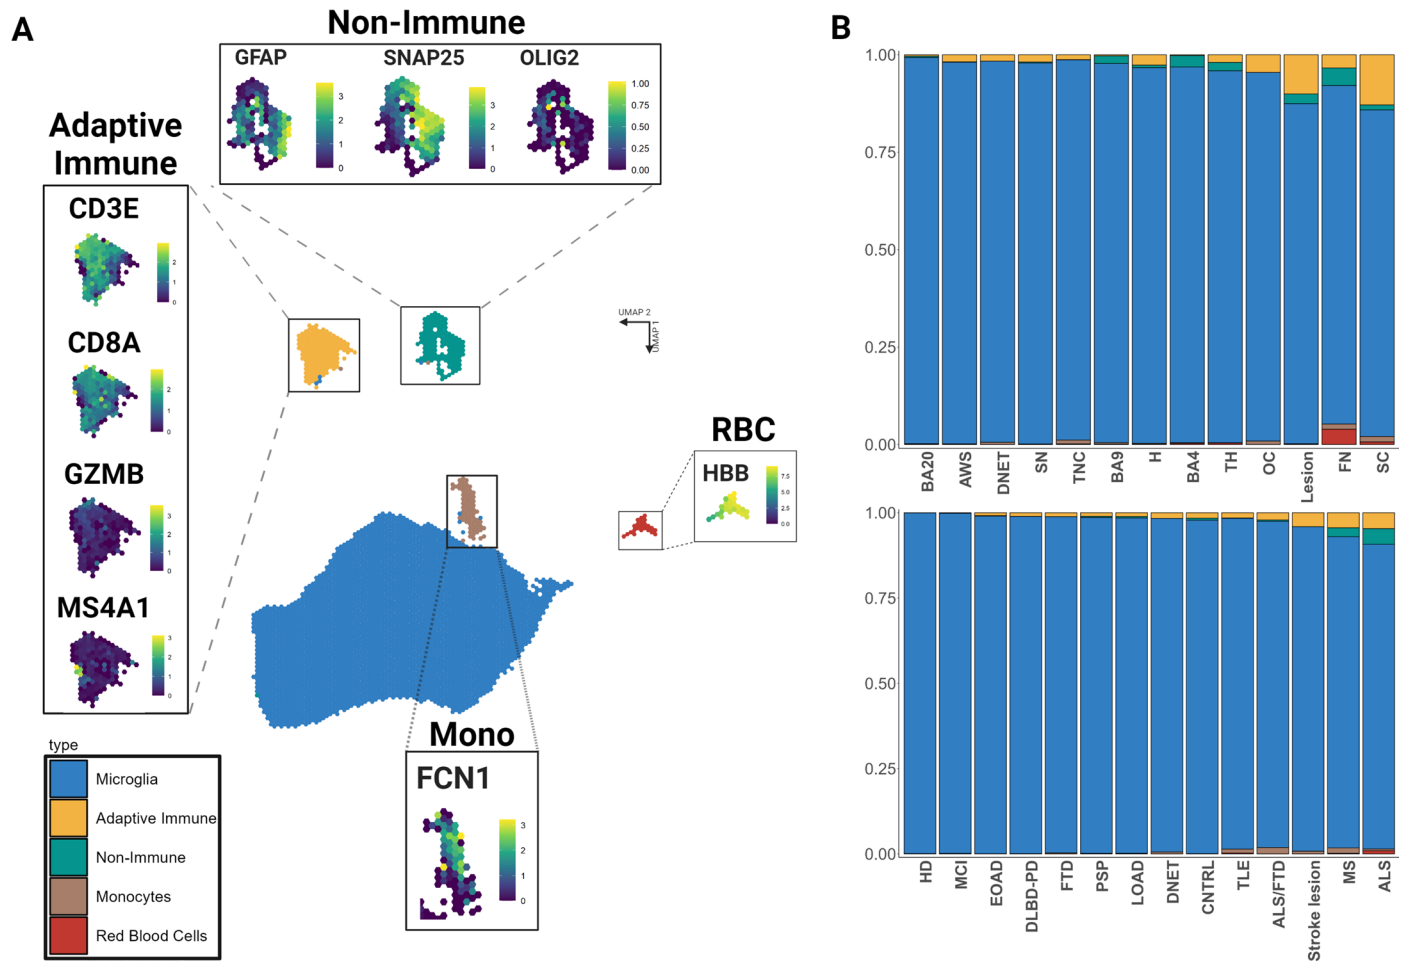 A
Non-Immune
GFAP
SNAP25
OLIG2
3
2
1
0
3
2
1
0
1.00
0.75
0.50
0.25
0.00
Adaptive
Immune
CD3E
2
1
0
CD8A
3
2
1
0
GZMB
3
2
1
0
MS4A1
3
2
1
0
UMAP 2
UMAP 1
RBC
HBB
7.5
5.0
2.5
0.0
Mono
FCN1
3
2
1
0
type
Microglia
Adaptive Immune
Non-Immune
Monocytes
Red Blood Cells
B
1.00
0.75
0.50
0.25
0.00
BA20
AWS
DNET
SN
TNC
BA9
H
BA4
TH
OC
Lesion
FN
SC
1.00
0.75
0.50
0.25
0.00
HD
MCI
EOAD
DLBD-PD
FTD
PSP
LOAD
DNET
CNTRL
TLE
ALS/FTD
Stroke lesion
MS
ALS